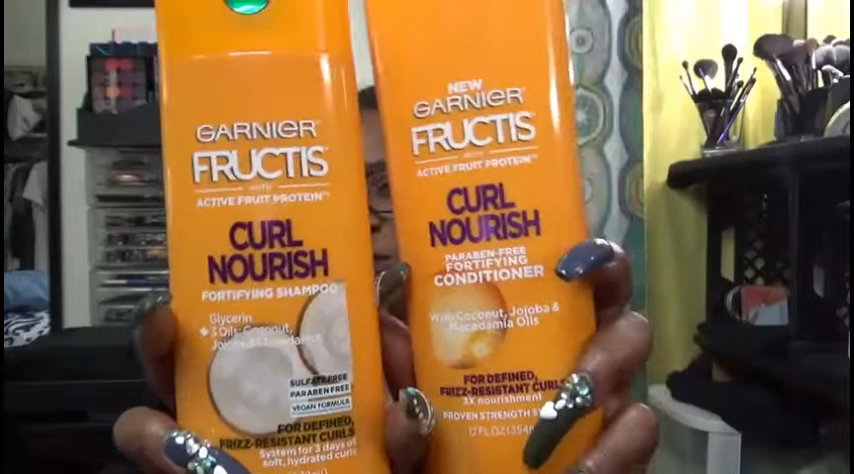 GARNIER
FRUCTIS
WITH
ACTIVE FRUIT PROTEIN™
CURL
NOURISH
FORTIFYING SHAMPOO
Glycerin
+ 3 Oils: Coconut,
Jojoba & Macadamia
SULFATE FREE
PARABEN FREE
VEGAN FORMULA
FOR DEFINED,
FRIZZ-RESISTANT CURLS
System for 3 days of
soft, hydrated curls
NEW
GARNIER
FRUCTIS
WITH
ACTIVE FRUIT PROTEIN™
CURL
NOURISH
PARABEN-FREE
FORTIFYING
CONDITIONER
With Coconut, Jojoba &
Macadamia Oils
FOR DEFINED,
FRIZZ-RESISTANT CURLS
3X nourishment
PROVEN STRENGTH
12 FL OZ (354